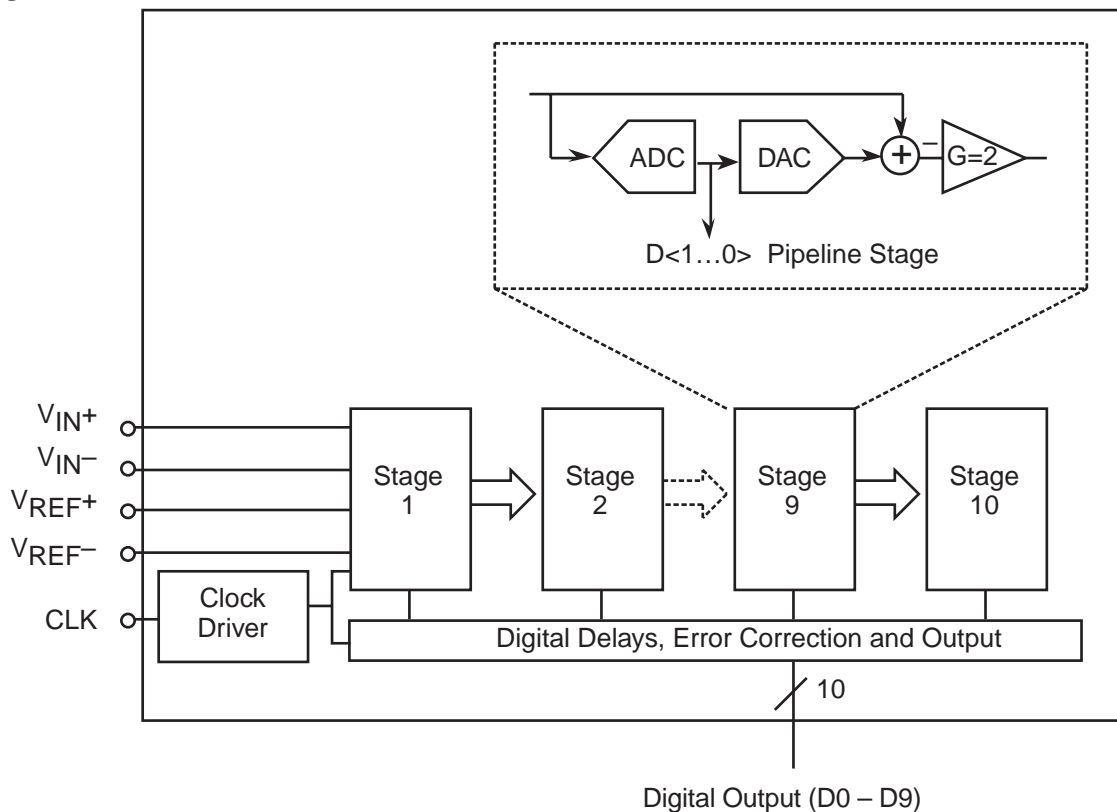 ADC
DAC
+
–
G=2
D<1…0> Pipeline Stage
VIN+
VIN–
VREF+
VREF–
CLK
Stage
1
Stage
2
Stage
9
Stage
10
Clock
Driver
Digital Delays, Error Correction and Output
10
Digital Output (D0 – D9)